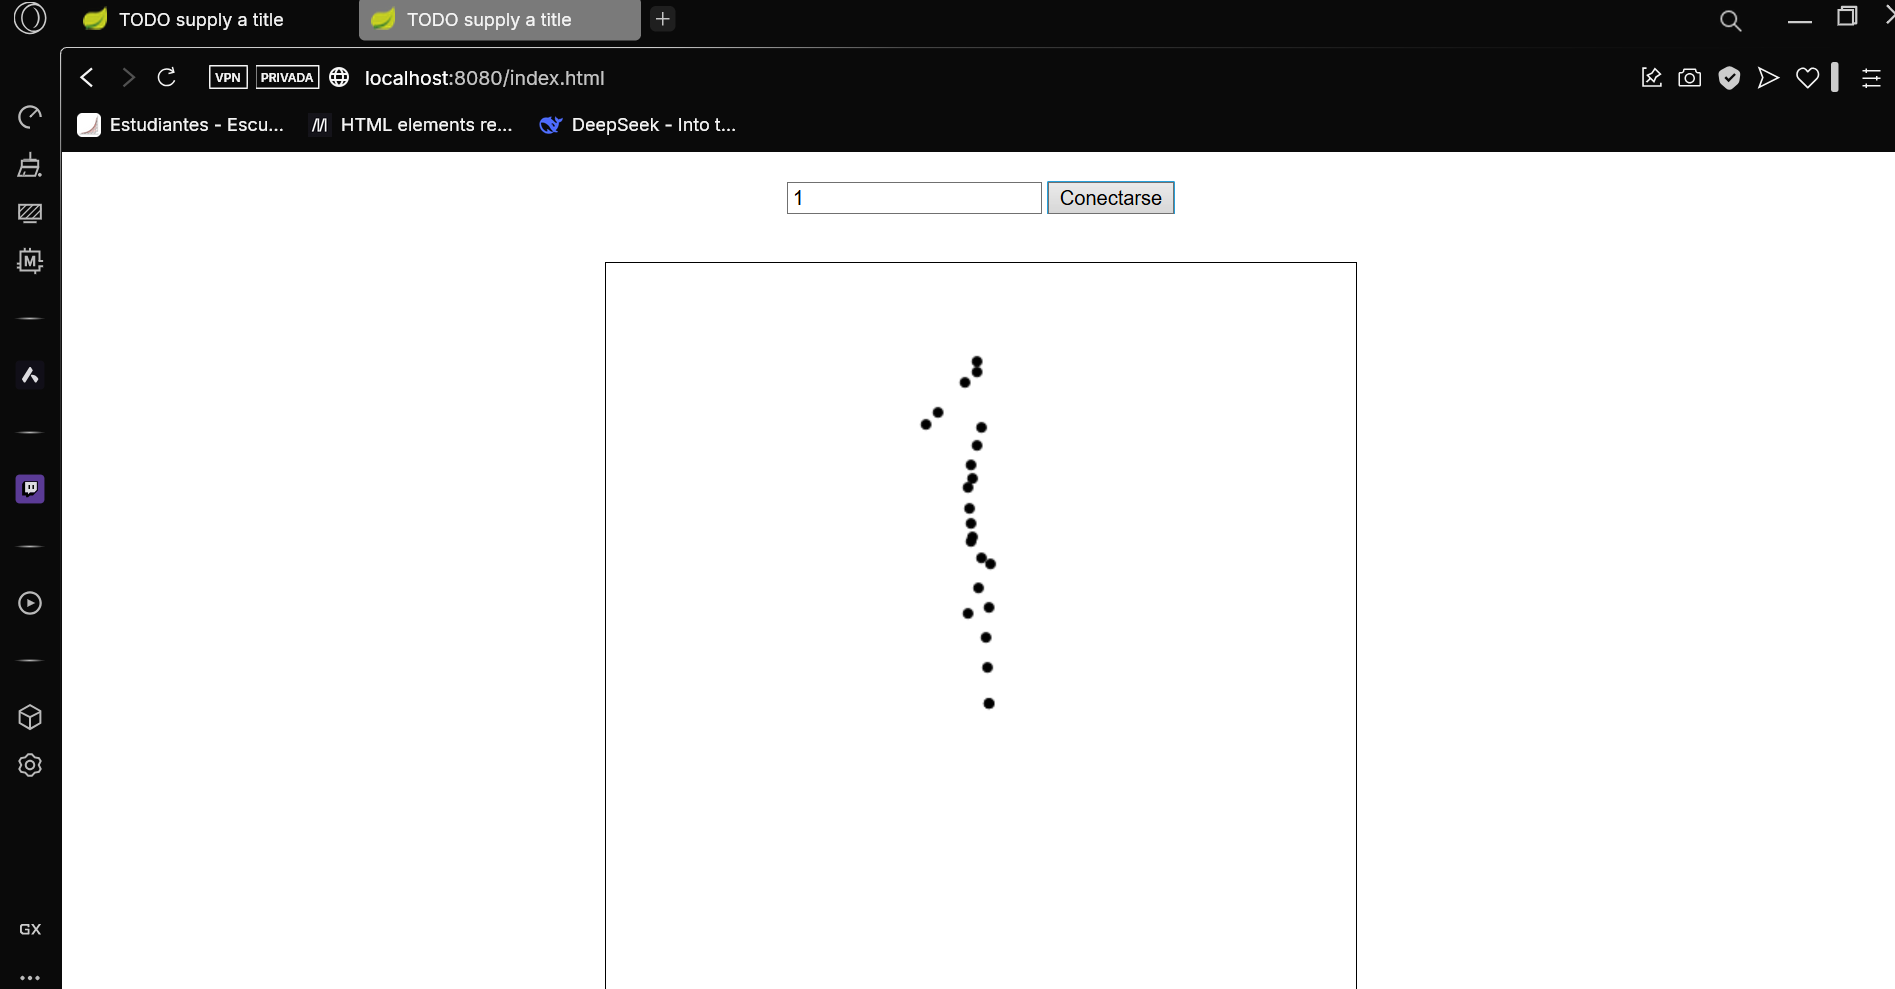 TODO supply a title
TODO supply a title
VPN PRIVADA localhost:8080/index.html
Estudiantes - Escu...
HTML elements re...
DeepSeek - Into t...
1
Conectarse
M
GX